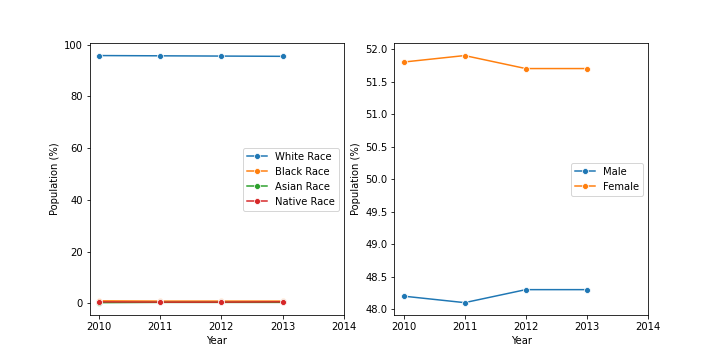 100
80
60
40
20
0
Population (%)
2010 2011 2012 2013 2014
Year
White Race
Black Race
Asian Race
Native Race
52.0
51.5
51.0
50.5
50.0
49.5
49.0
48.5
48.0
Population (%)
2010 2011 2012 2013 2014
Year
Male
Female